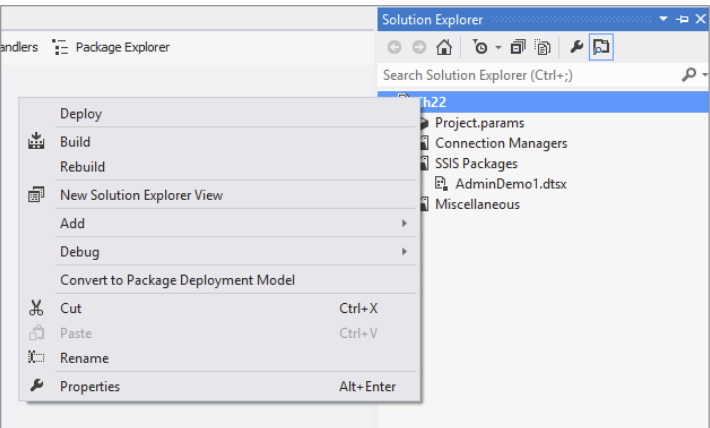 Solution Explorer
andlers Package Explorer
Search Solution Explorer (Ctrl+;)
Ch22
Project.params
Connection Managers
SSIS Packages
AdminDemo1.dtsx
Miscellaneous
Deploy
Build
Rebuild
New Solution Explorer View
Add
Debug
Convert to Package Deployment Model
Cut Ctrl+X
Paste Ctrl+V
Rename
Properties Alt+Enter